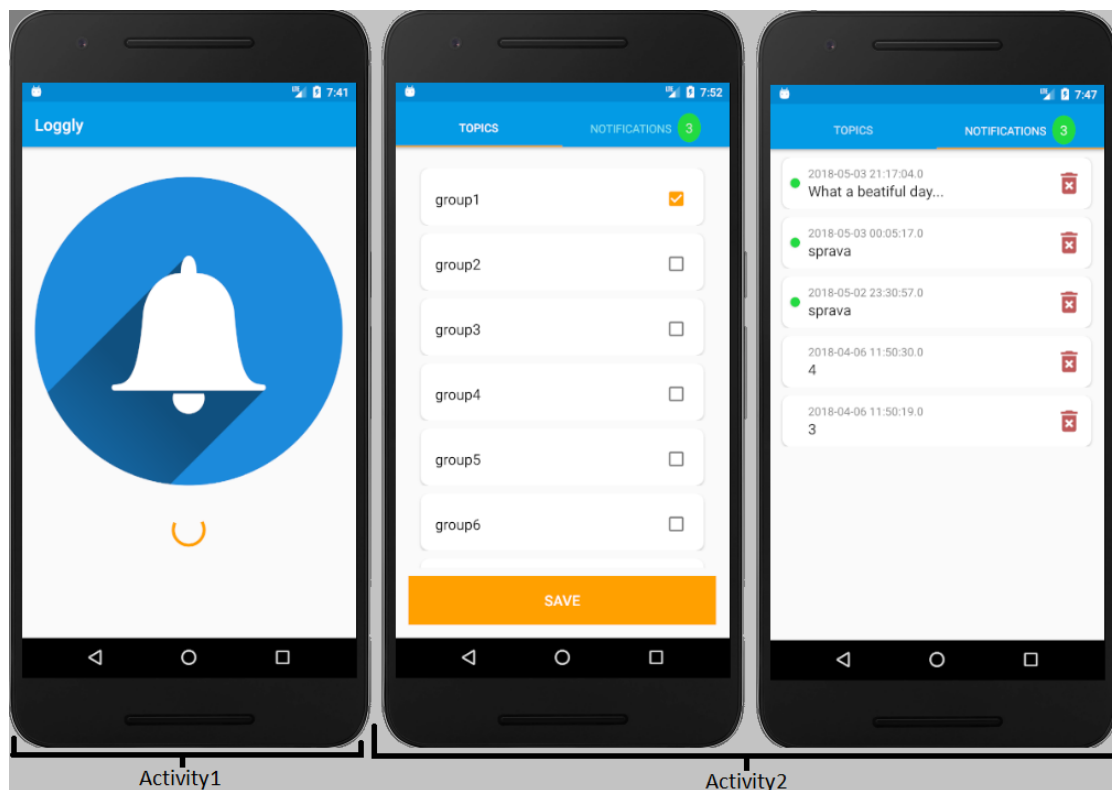 7:41
Loggly
7:52
TOPICS NOTIFICATIONS 3
group1
group2
group3
group4
group5
group6
SAVE
7:47
TOPICS NOTIFICATIONS 3
2018-05-03 21:17:04.0
What a beatiful day...
2018-05-03 00:05:17.0
sprava
2018-05-02 23:30:57.0
sprava
2018-04-06 11:50:30.0
4
2018-04-06 11:50:19.0
3
Activity1
Activity2